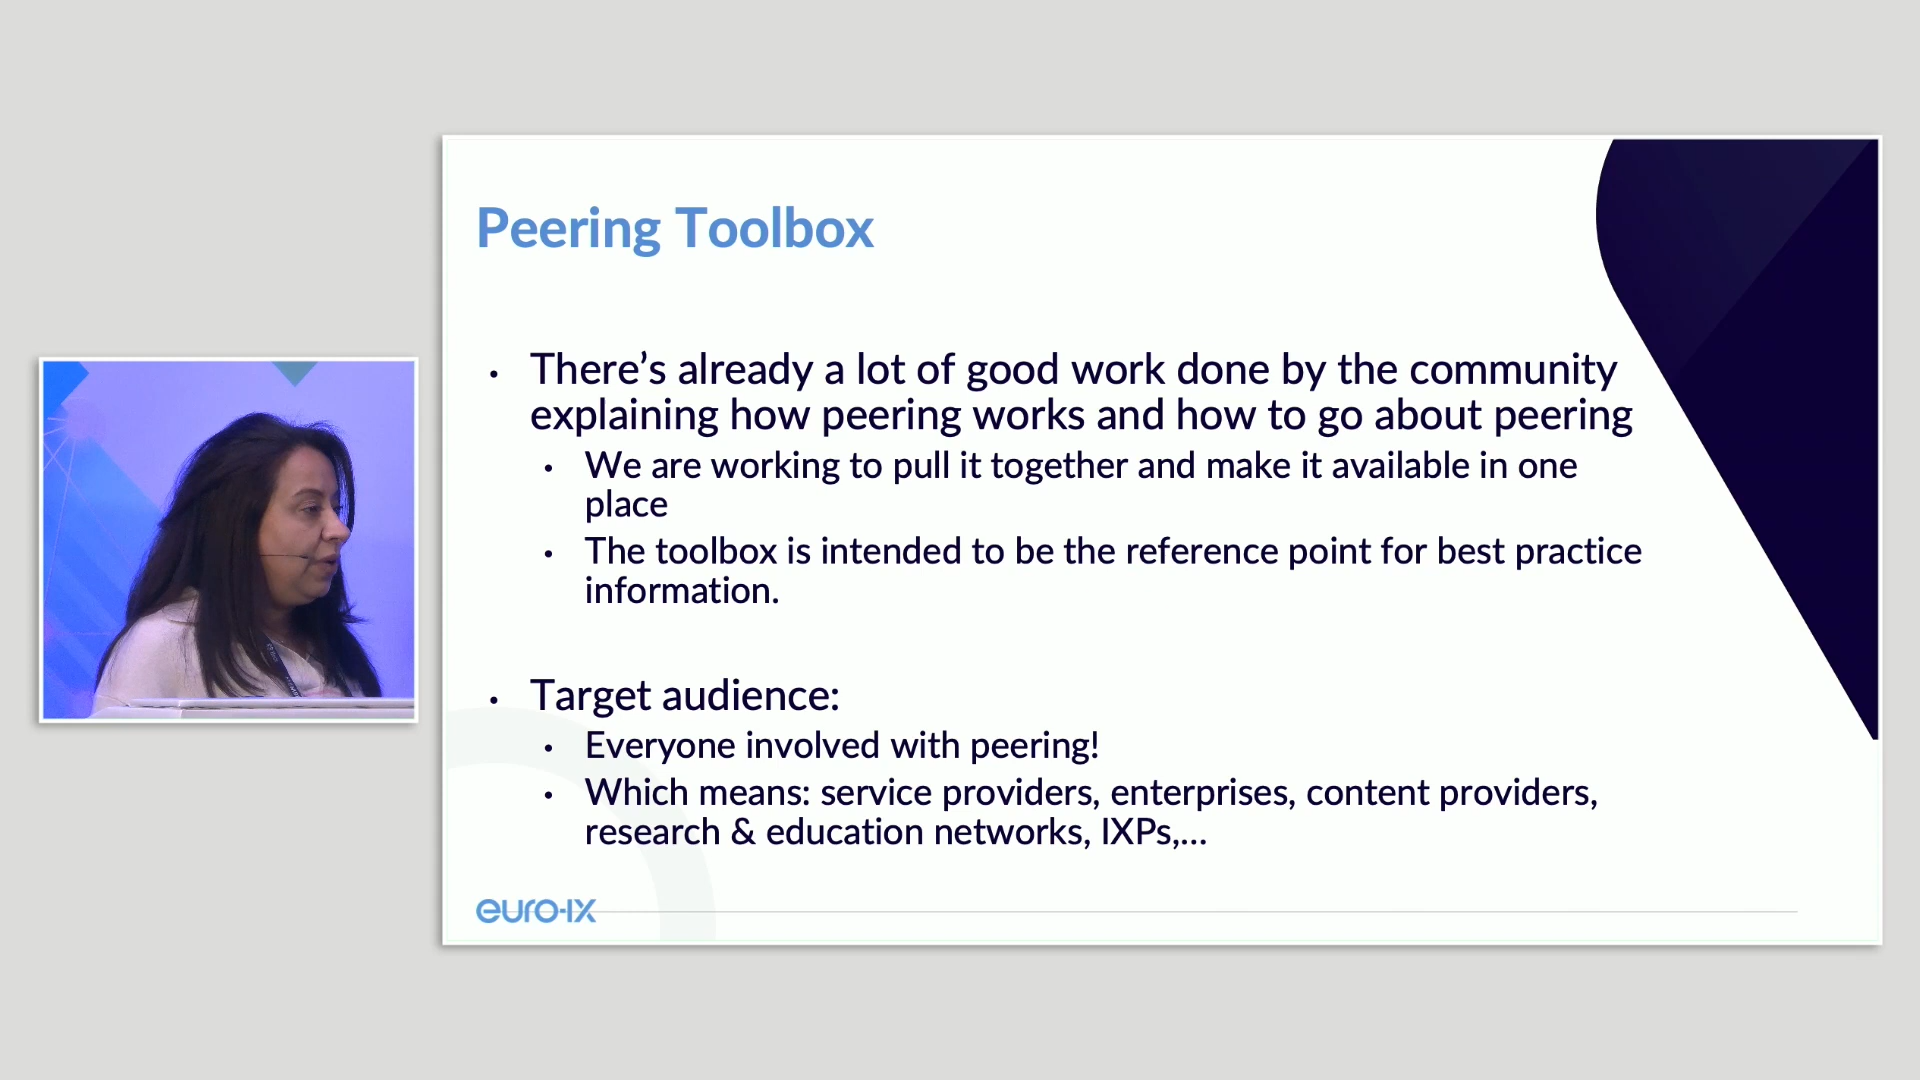 Peering Toolbox
• There’s already a lot of good work done by the community
explaining how peering works and how to go about peering
• We are working to pull it together and make it available in one
place
• The toolbox is intended to be the reference point for best practice
information.
• Target audience:
• Everyone involved with peering!
• Which means: service providers, enterprises, content providers,
research & education networks, IXPs,...
euro-ix